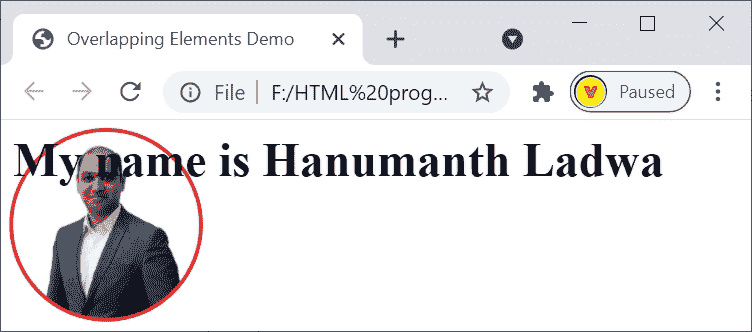 Overlapping Elements Demo
File F:/HTML%20prog... Paused
My name is Hanumanth Ladwa